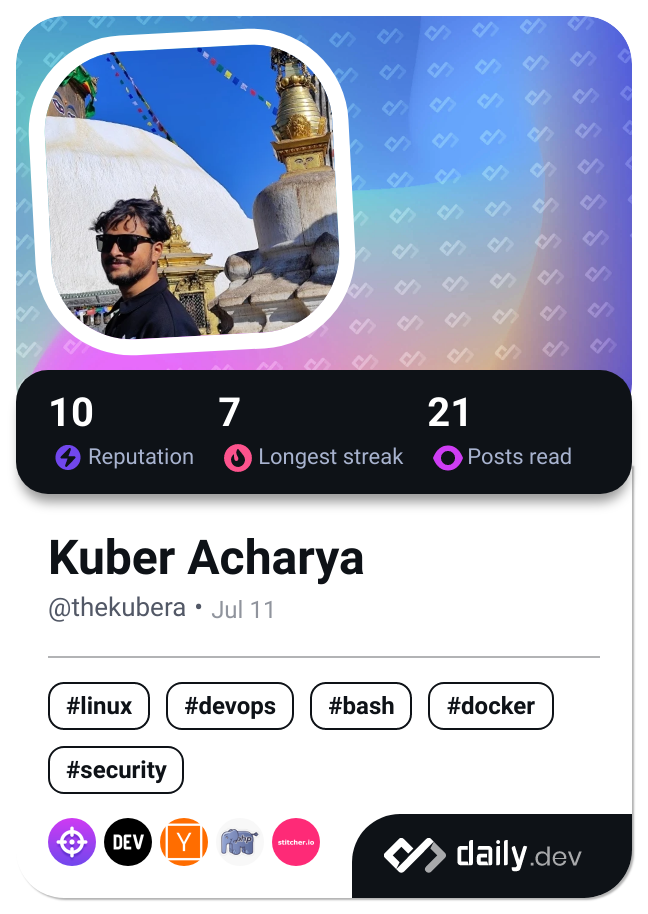 10 7 21
Reputation Longest streak Posts read
Kuber Acharya
@thekubera • Jul 11
#linux #devops #bash #docker
#security
DEV Y php stitcher.io
daily.dev